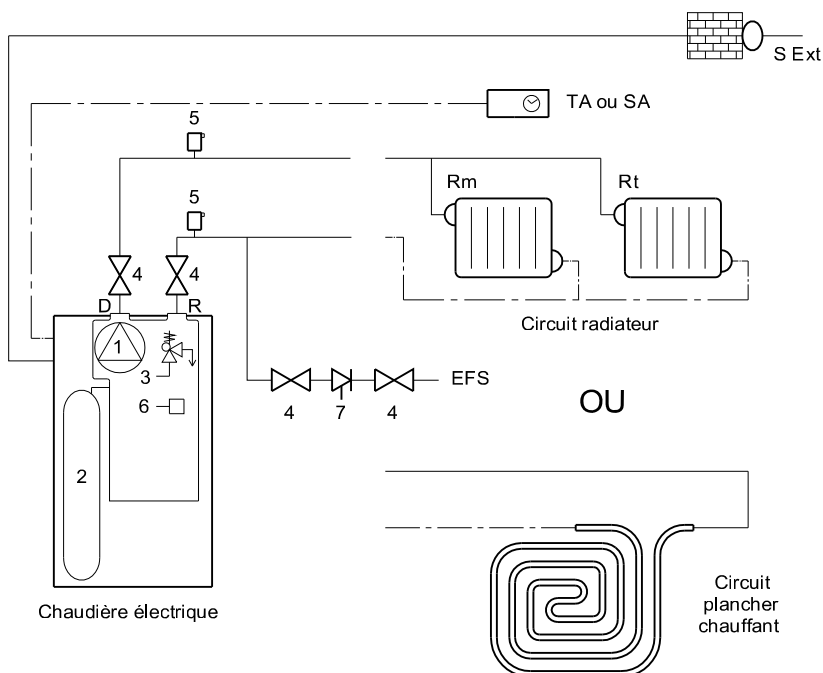 S Ext
TA ou SA
5
Rm
Rt
5
4
4
D
R
Circuit radiateur
1
3
EFS
6
4
7
4
OU
2
Circuit
plancher
chauffant
Chaudière électrique